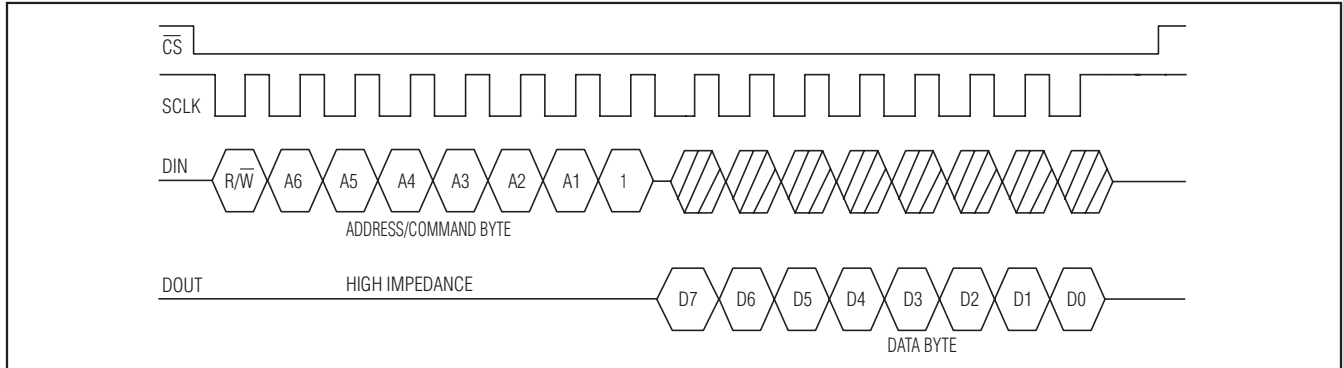 C̅S̅
SCLK
DIN
R/W̅ A6 A5 A4 A3 A2 A1 1
ADDRESS/COMMAND BYTE
DOUT
HIGH IMPEDANCE
D7 D6 D5 D4 D3 D2 D1 D0
DATA BYTE